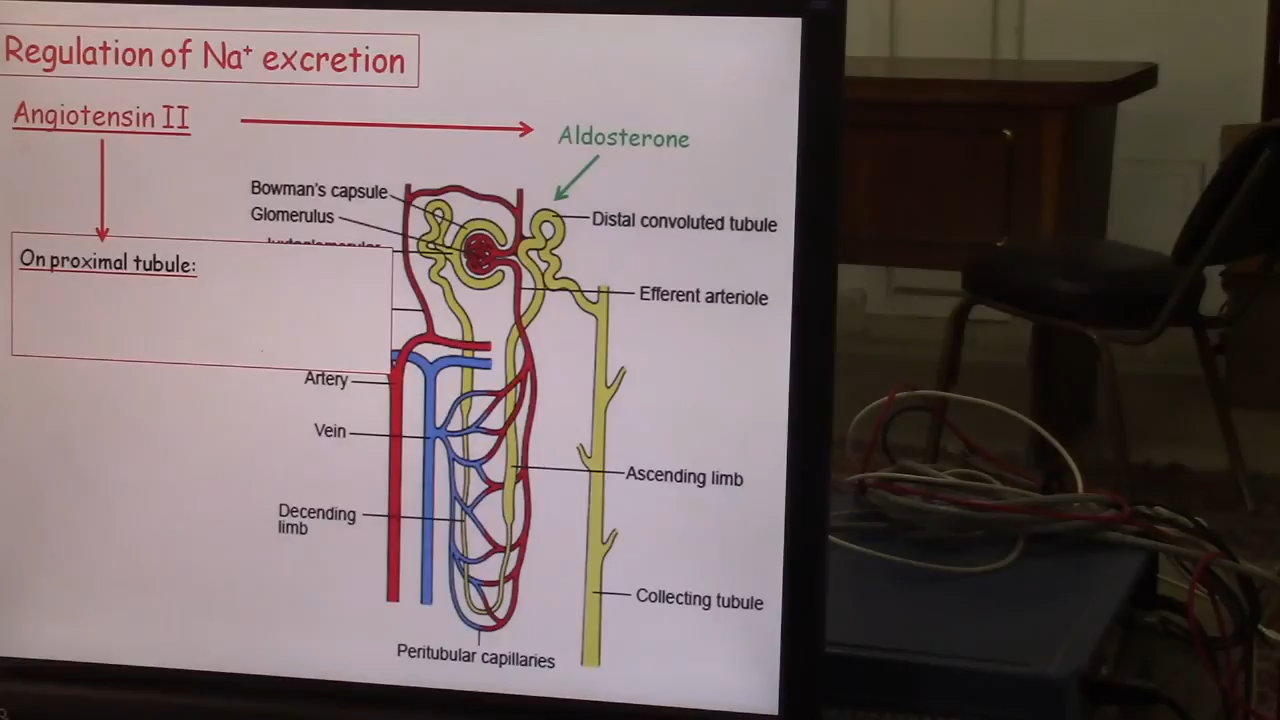 Regulation of Na⁺ excretion
Angiotensin II
Aldosterone
Bowman's capsule
Glomerulus
Distal convoluted tubule
On proximal tubule:
Efferent arteriole
Artery
Vein
Ascending limb
Decending
limb
Collecting tubule
Peritubular capillaries